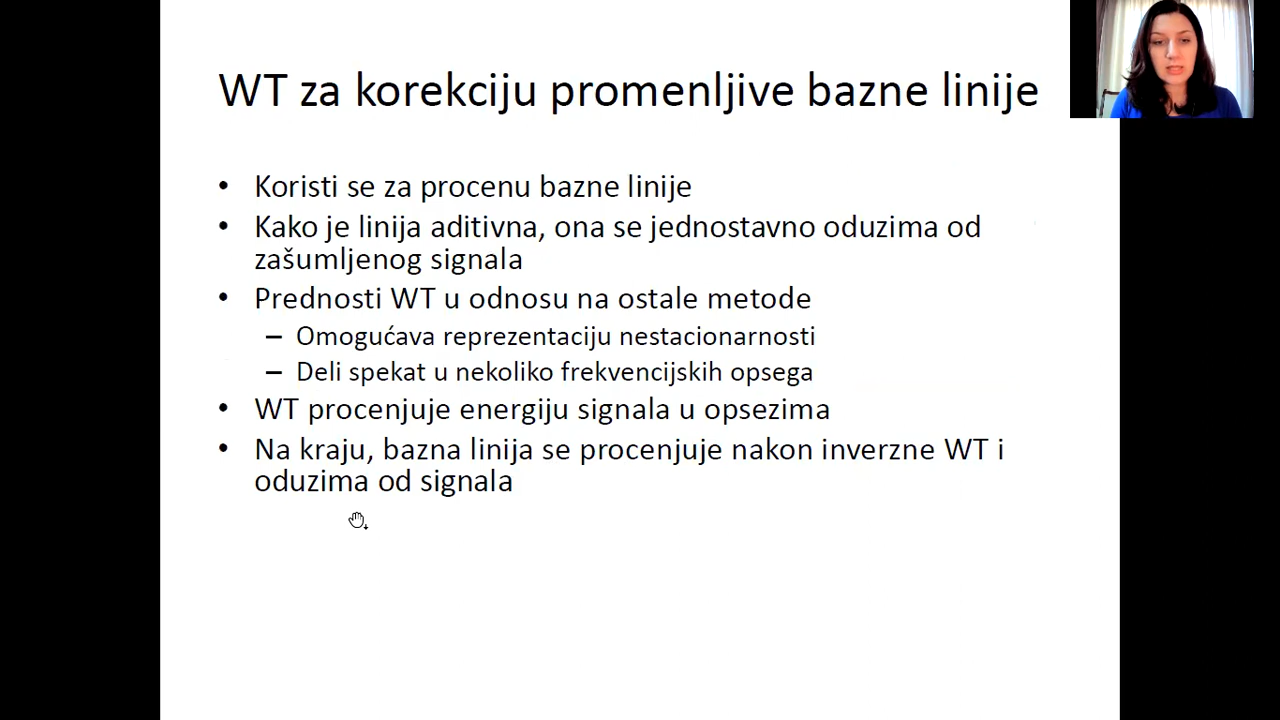 WT za korekciju promenljive bazne linije
• Koristi se za procenu bazne linije
• Kako je linija aditivna, ona se jednostavno oduzima od
zašumljenog signala
• Prednosti WT u odnosu na ostale metode
– Omogućava reprezentaciju nestacionarnosti
– Deli spekat u nekoliko frekvencijskih opsega
• WT procenjuje energiju signala u opsezima
• Na kraju, bazna linija se procenjuje nakon inverzne WT i
oduzima od signala